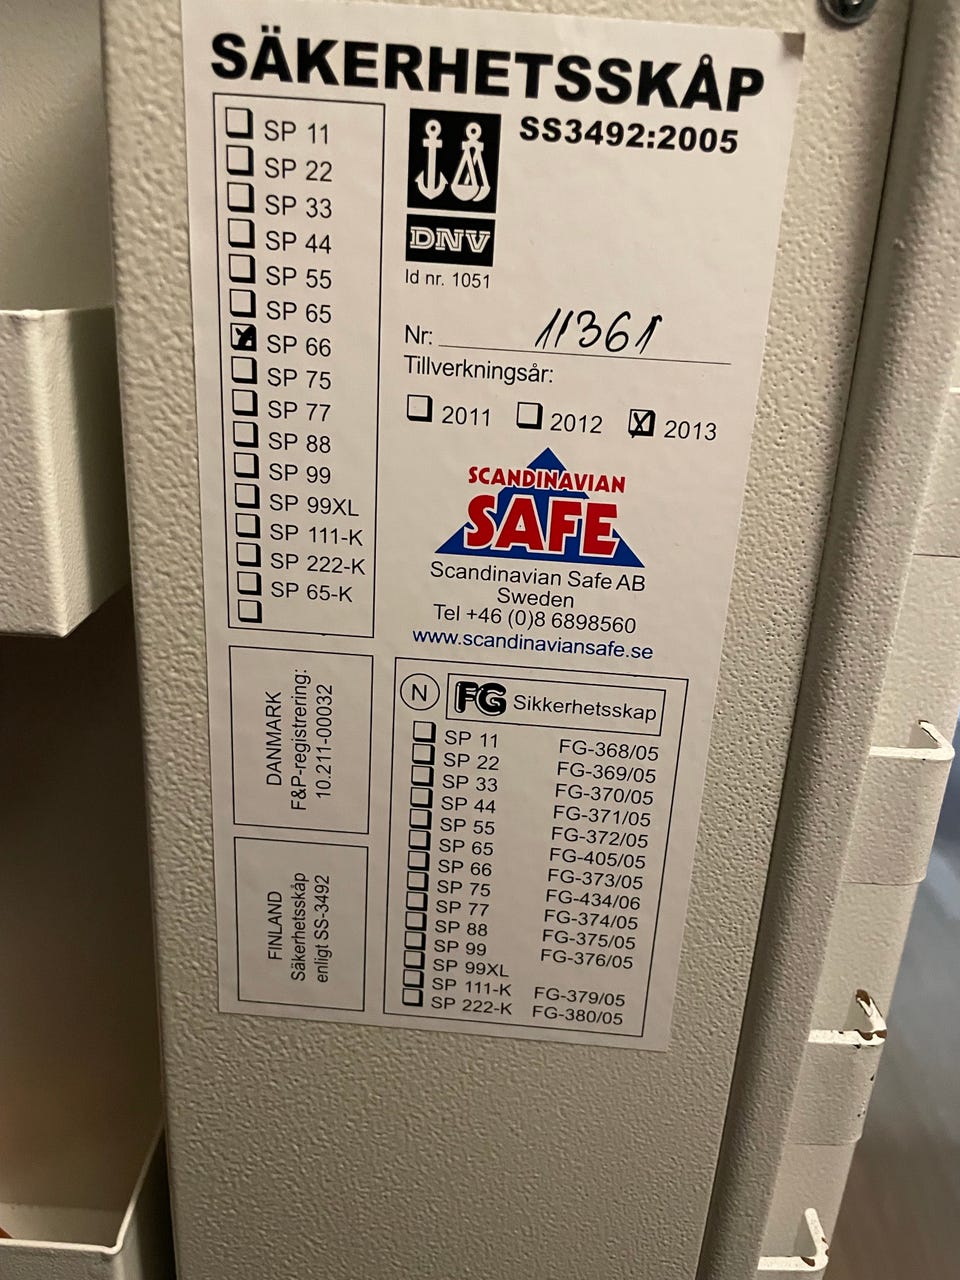 SÄKERHETSSKÅP
SS3492:2005
SP 11
SP 22
SP 33
SP 44
SP 55
SP 65
SP 66
SP 75
SP 77
SP 88
SP 99
SP 99XL
SP 111-K
SP 222-K
SP 65-K
DNV
Id nr. 1051
Nr: 11361
Tillverkningsår:
2011 2012 2013
SCANDINAVIAN
SAFE
Scandinavian Safe AB
Sweden
Tel +46 (0)8 6898560
www.scandinaviansafe.se
DANMARK
F&P-registrering:
10.211-00032
FINLAND
Säkerhetsskåp
enligt SS-3492
N FG Sikkerhetsskap
SP 11 FG-368/05
SP 22 FG-369/05
SP 33 FG-370/05
SP 44 FG-371/05
SP 55 FG-372/05
SP 65 FG-405/05
SP 66 FG-373/05
SP 75 FG-434/06
SP 77 FG-374/05
SP 88 FG-375/05
SP 99 FG-376/05
SP 99XL
SP 111-K FG-379/05
SP 222-K FG-380/05